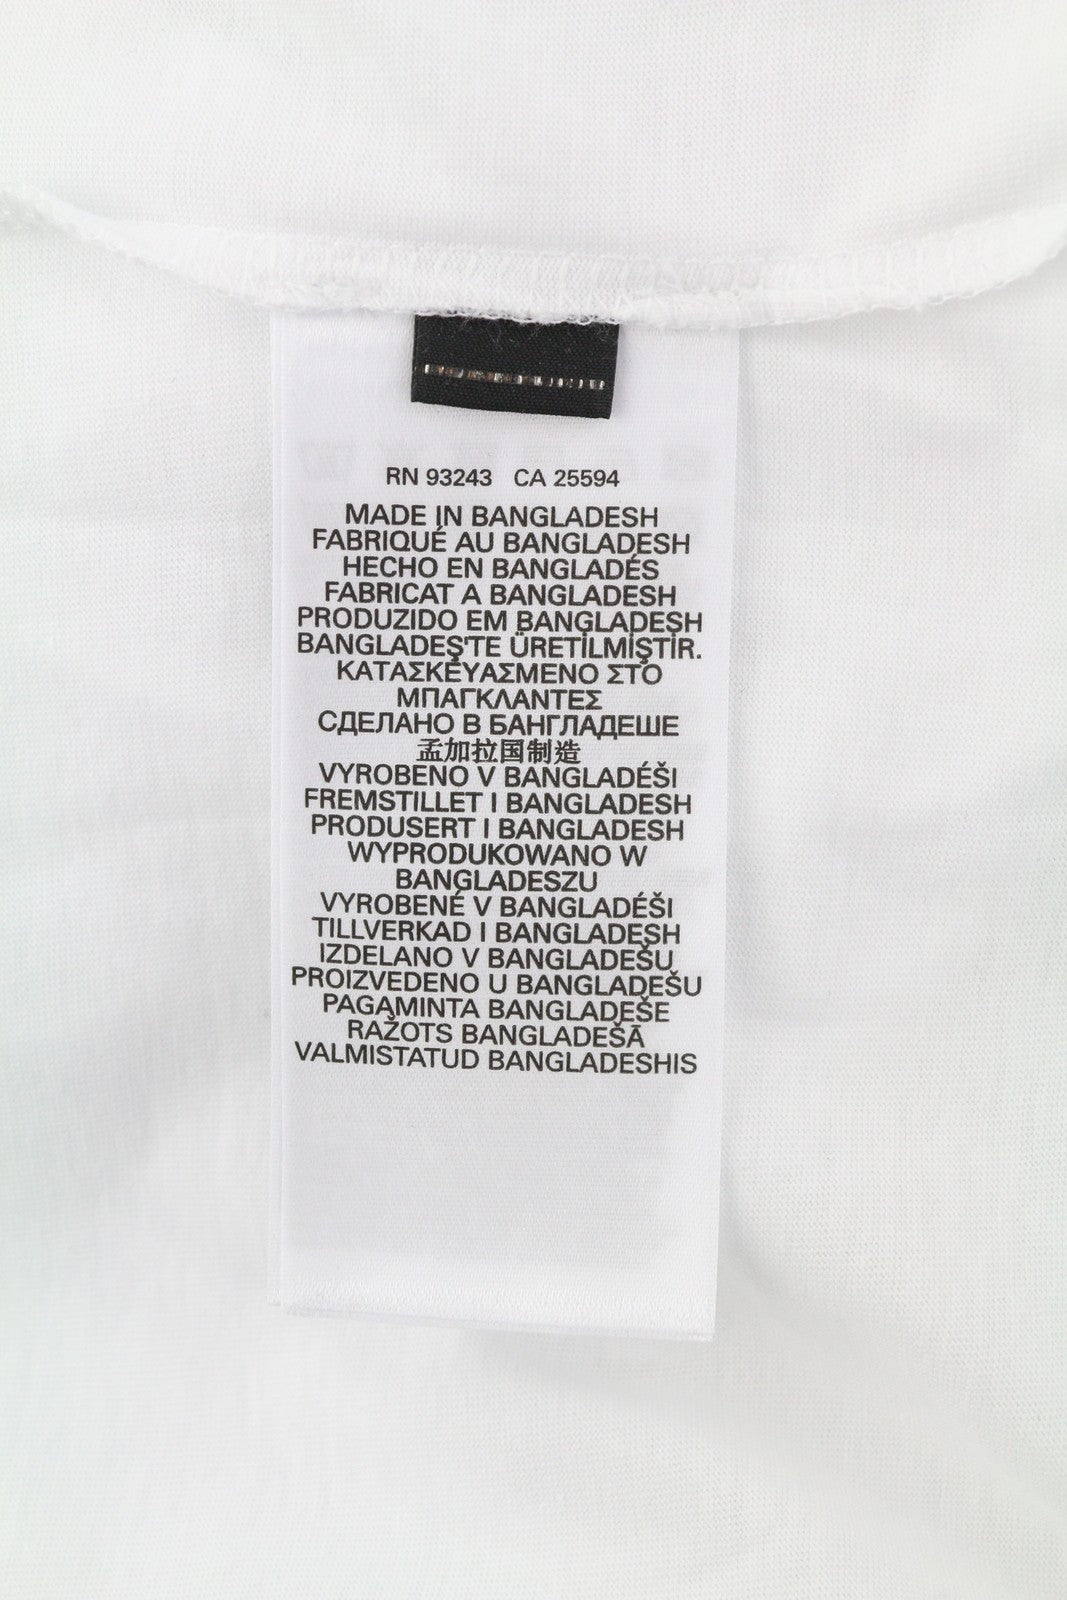 RN 93243 CA 25594
MADE IN BANGLADESH
FABRIQUÉ AU BANGLADESH
HECHO EN BANGLADÉS
FABRICAT A BANGLADESH
PRODUZIDO EM BANGLADESH
BANGLADEŞ'TE ÜRETİLMİŞTİR.
ΚΑΤΑΣΚΕΥΑΣΜΕΝΟ ΣΤΟ
ΜΠΑΓΚΛΑΝΤΕΣ
СДЕЛАНО В БАНГЛАДЕШЕ
孟加拉国制造
VYROBENO V BANGLADÉŠI
FREMSTILLET I BANGLADESH
PRODUSERT I BANGLADESH
WYPRODUKOWANO W
BANGLADESZU
VYROBENÉ V BANGLADÉŠI
TILLVERKAD I BANGLADESH
IZDELANO V BANGLADEŠU
PROIZVEDENO U BANGLADEŠU
PAGAMINTA BANGLADEŠE
RAŽOTS BANGLADEŠĀ
VALMISTATUD BANGLADESHIS